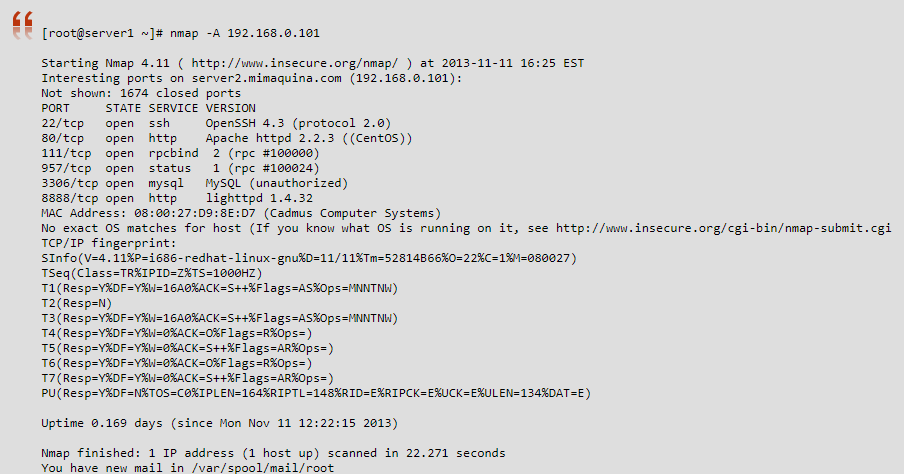 [root@server1 ~]# nmap -A 192.168.0.101
Starting Nmap 4.11 ( http://www.insecure.org/nmap/ ) at 2013-11-11 16:25 EST
Interesting ports on server2.mimaquina.com (192.168.0.101):
Not shown: 1674 closed ports
PORT     STATE SERVICE VERSION
22/tcp   open  ssh     OpenSSH 4.3 (protocol 2.0)
80/tcp   open  http    Apache httpd 2.2.3 ((CentOS))
111/tcp  open  rpcbind  2 (rpc #100000)
957/tcp  open  status   1 (rpc #100024)
3306/tcp open  mysql   MySQL (unauthorized)
8888/tcp open  http    lighttpd 1.4.32
MAC Address: 08:00:27:D9:8E:D7 (Cadmus Computer Systems)
No exact OS matches for host (If you know what OS is running on it, see http://www.insecure.org/cgi-bin/nmap-submit.cgi
TCP/IP fingerprint:
SInfo(V=4.11%P=i686-redhat-linux-gnu%D=11/11%Tm=52814B66%O=22%C=1%M=080027)
TSeq(Class=TR%IPID=Z%TS=1000HZ)
T1(Resp=Y%DF=Y%W=16A0%ACK=S++%Flags=AS%Ops=MNNTNW)
T2(Resp=N)
T3(Resp=Y%DF=Y%W=16A0%ACK=S++%Flags=AS%Ops=MNNTNW)
T4(Resp=Y%DF=Y%W=0%ACK=O%Flags=R%Ops=)
T5(Resp=Y%DF=Y%W=0%ACK=S++%Flags=AR%Ops=)
T6(Resp=Y%DF=Y%W=0%ACK=O%Flags=R%Ops=)
T7(Resp=Y%DF=Y%W=0%ACK=S++%Flags=AR%Ops=)
PU(Resp=Y%DF=N%TOS=C0%IPLEN=164%RIPTL=148%RID=E%RIPCK=E%UCK=E%ULEN=134%DAT=E)
Uptime 0.169 days (since Mon Nov 11 12:22:15 2013)
Nmap finished: 1 IP address (1 host up) scanned in 22.271 seconds
You have new mail in /var/spool/mail/root